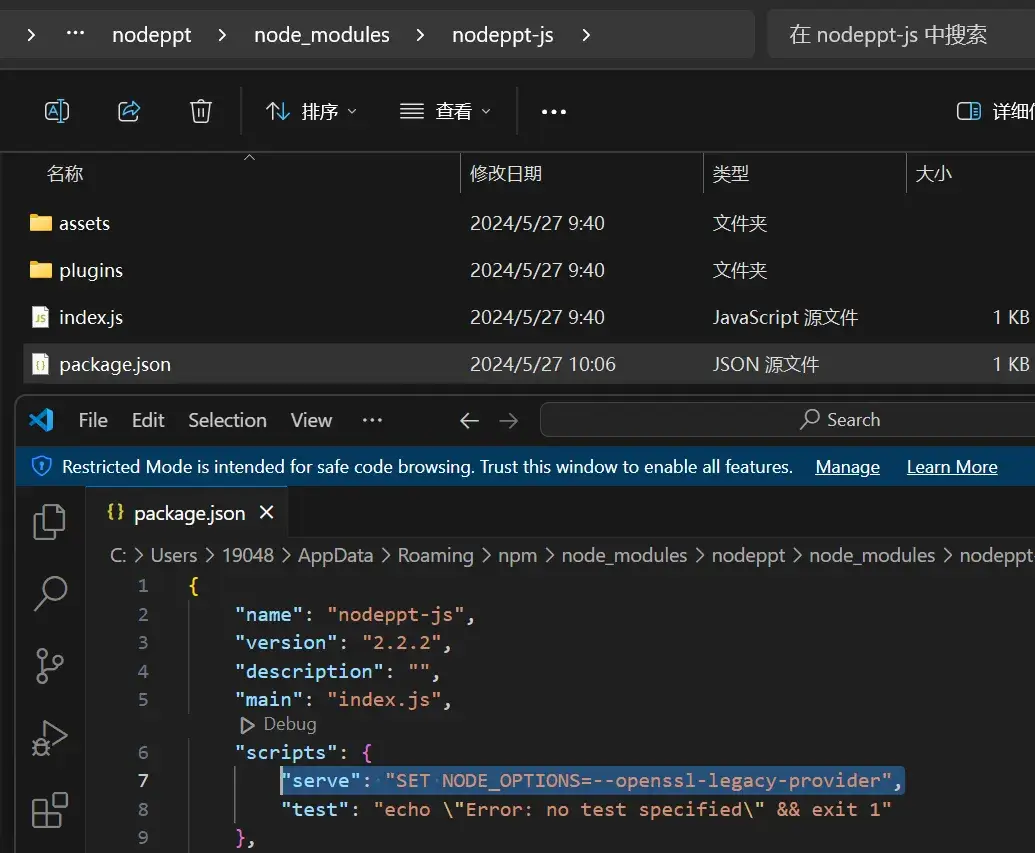 … nodeppt > node_modules > nodeppt-js > 在 nodeppt-js 中搜索
排序 查看 … 详细
名称 修改日期 类型 大小
assets 2024/5/27 9:40 文件夹
plugins 2024/5/27 9:40 文件夹
index.js 2024/5/27 9:40 JavaScript 源文件 1 KB
package.json 2024/5/27 10:06 JSON 源文件 1 KB
File Edit Selection View … Search
Restricted Mode is intended for safe code browsing. Trust this window to enable all features. Manage Learn More
{} package.json ×
C: > Users > 19048 > AppData > Roaming > npm > node_modules > nodeppt > node_modules > nodeppt-
1 {
2 "name": "nodeppt-js",
3 "version": "2.2.2",
4 "description": "",
5 "main": "index.js",
Debug
6 "scripts": {
7 "serve": "SET NODE_OPTIONS=--openssl-legacy-provider",
8 "test": "echo \"Error: no test specified\" && exit 1"
9 },